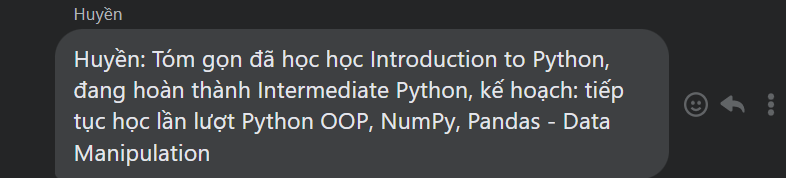 Huyền
Huyền: Tóm gọn đã học học Introduction to Python,
đang hoàn thành Intermediate Python, kế hoạch: tiếp
tục học lần lượt Python OOP, NumPy, Pandas - Data
Manipulation